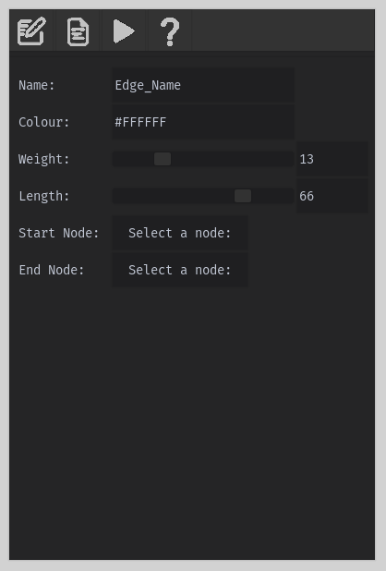 Name: Edge_Name
Colour: #FFFFFF
Weight: 13
Length: 66
Start Node: Select a node:
End Node: Select a node: